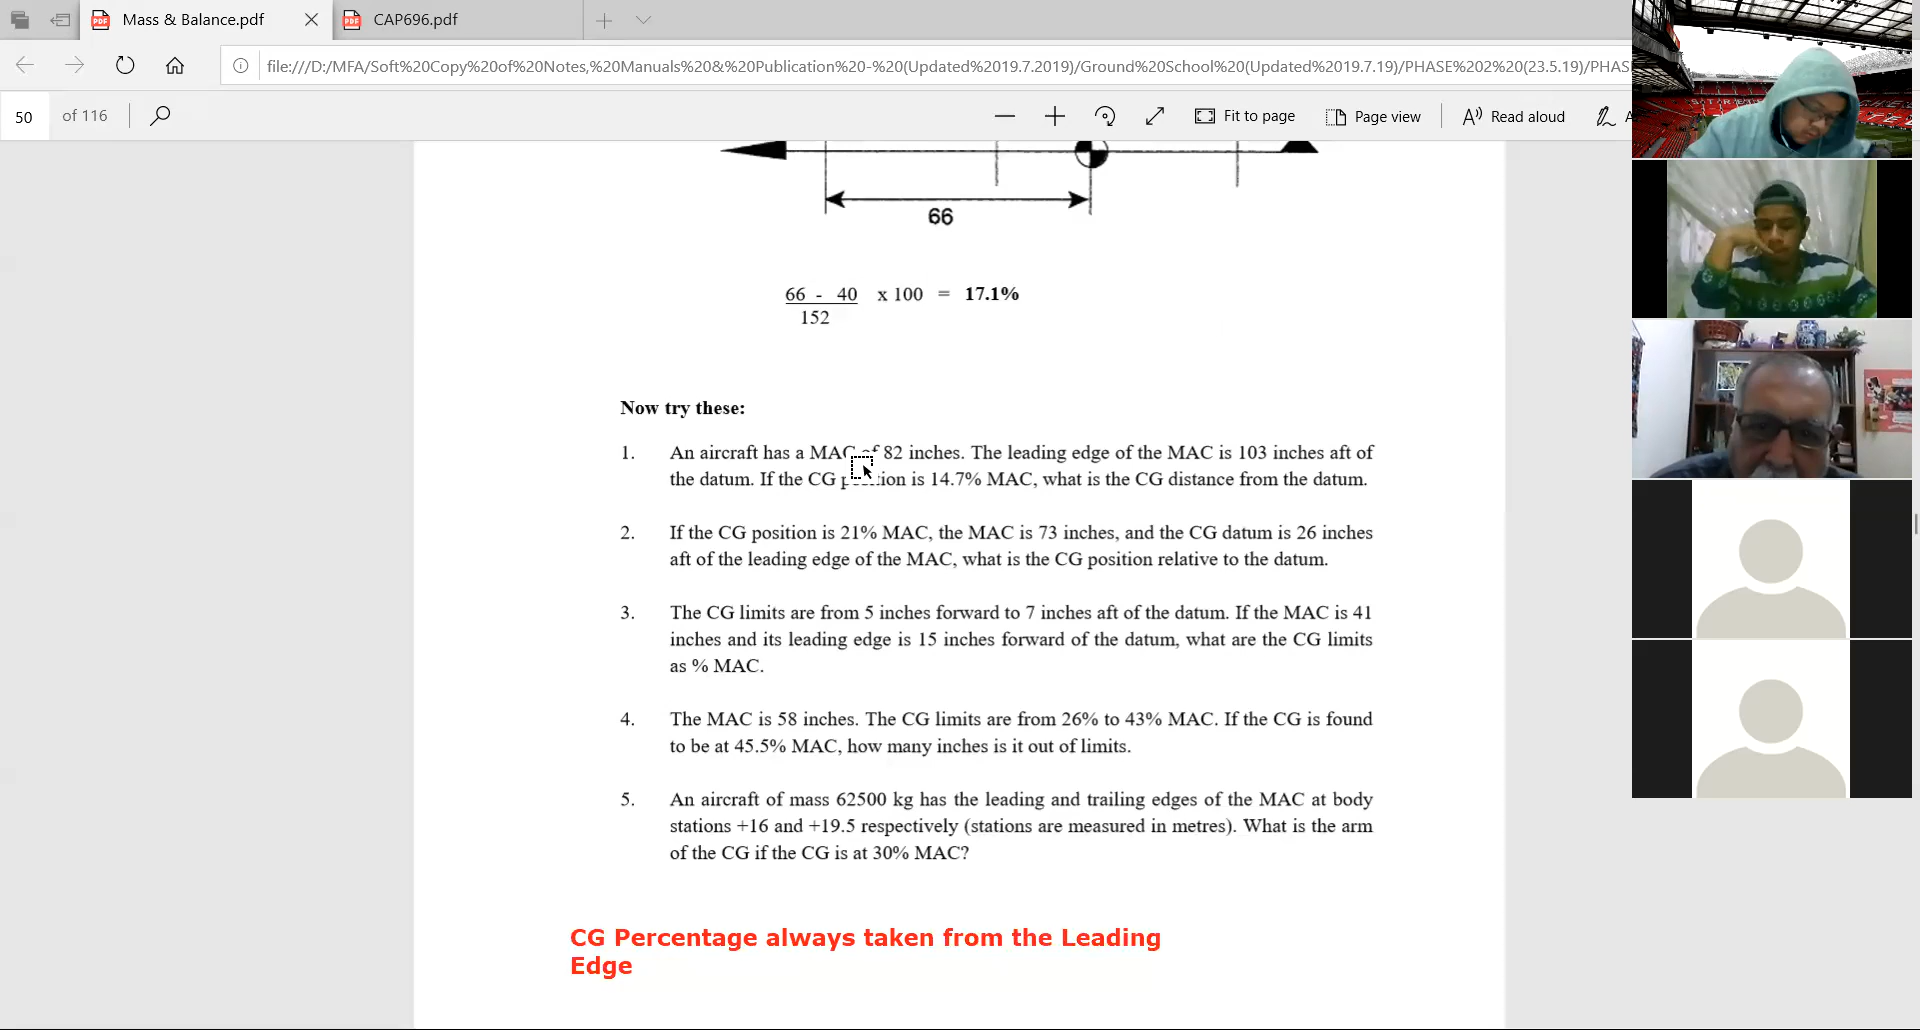 Mass & Balance.pdf
CAP696.pdf
file:///D:/MFA/Soft%20Copy%20of%20Notes,%20Manuals%20&%20Publication%20-%20(Updated%2019.7.2019)/Ground%20School%20(Updated%2019.7.19)/PHASE%202%20(23.5.19)/PHAS
50 of 116
Fit to page
Page view
Read aloud
66
66 - 40 x 100 = 17.1%
152
Now try these:
1. An aircraft has a MAC of 82 inches. The leading edge of the MAC is 103 inches aft of
the datum. If the CG position is 14.7% MAC, what is the CG distance from the datum.
2. If the CG position is 21% MAC, the MAC is 73 inches, and the CG datum is 26 inches
aft of the leading edge of the MAC, what is the CG position relative to the datum.
3. The CG limits are from 5 inches forward to 7 inches aft of the datum. If the MAC is 41
inches and its leading edge is 15 inches forward of the datum, what are the CG limits
as % MAC.
4. The MAC is 58 inches. The CG limits are from 26% to 43% MAC. If the CG is found
to be at 45.5% MAC, how many inches is it out of limits.
5. An aircraft of mass 62500 kg has the leading and trailing edges of the MAC at body
stations +16 and +19.5 respectively (stations are measured in metres). What is the arm
of the CG if the CG is at 30% MAC?
CG Percentage always taken from the Leading
Edge